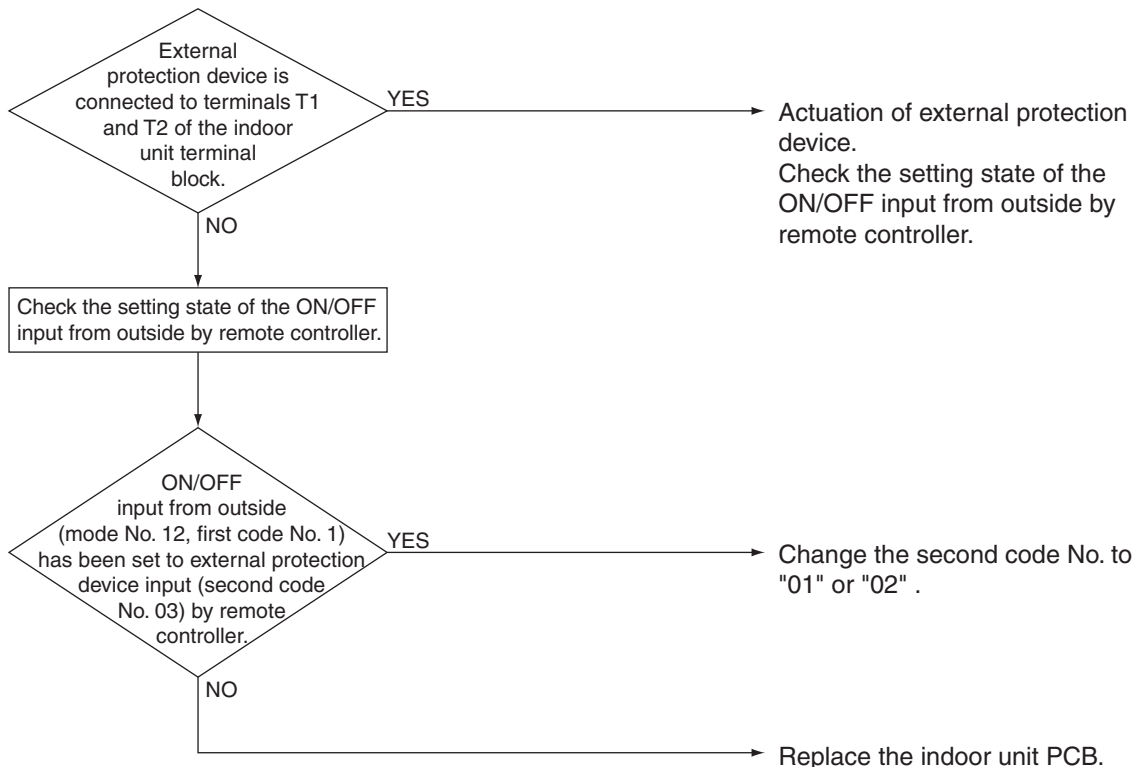 External
protection device is
connected to terminals T1
and T2 of the indoor
unit terminal
block.
YES
Actuation of external protection
device.
Check the setting state of the
ON/OFF input from outside by
remote controller.
NO
Check the setting state of the ON/OFF
input from outside by remote controller.
ON/OFF
input from outside
(mode No. 12, first code No. 1)
has been set to external protection
device input (second code
No. 03) by remote
controller.
YES
Change the second code No. to
"01" or "02" .
NO
Replace the indoor unit PCB.